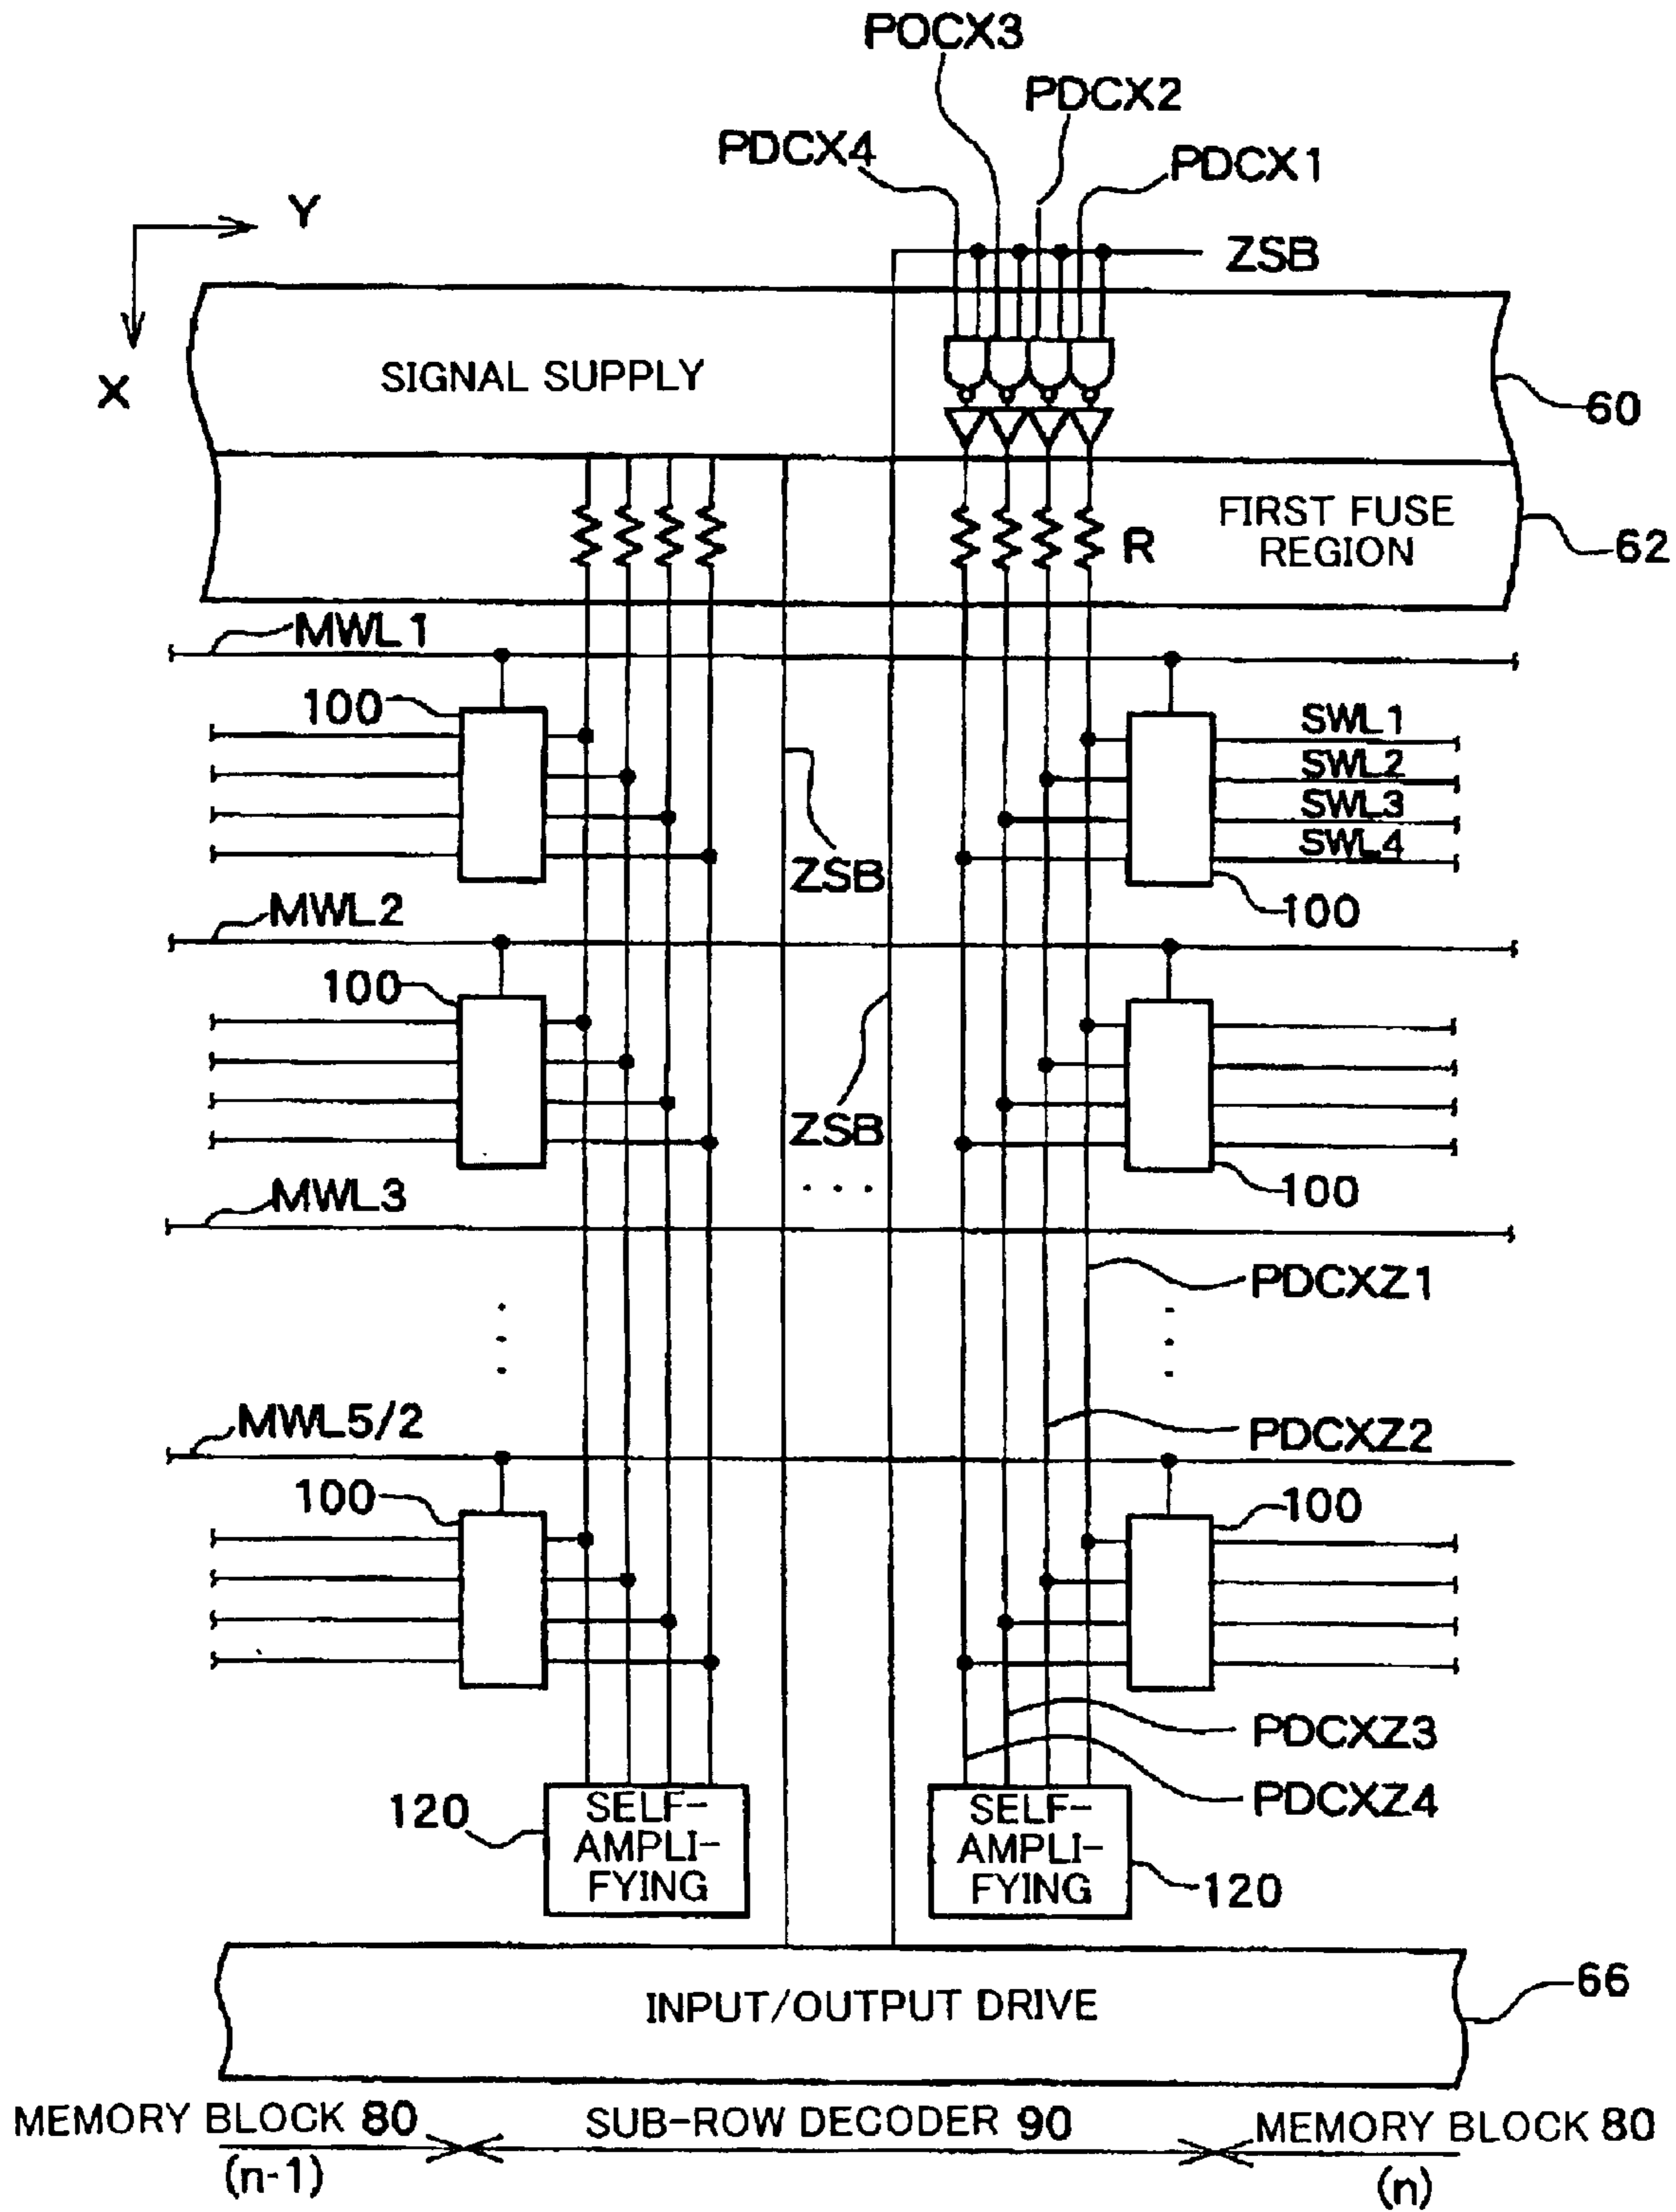 POCX3
PDCX2
PDCX4
PDCX1
Y
ZSB
X
SIGNAL SUPPLY
60
R
FIRST FUSE
REGION
62
MWL1
100
SWL1
SWL2
SWL3
SWL4
ZSB
100
MWL2
100
ZSB
...
100
MWL3
PDCXZ1
MWL5/2
PDCXZ2
100
100
PDCXZ3
PDCXZ4
120
SELF-
AMPLI-
FYING
SELF-
AMPLI-
FYING
120
INPUT/OUTPUT DRIVE
66
MEMORY BLOCK 80
(n-1)
SUB-ROW DECODER 90
MEMORY BLOCK 80
(n)